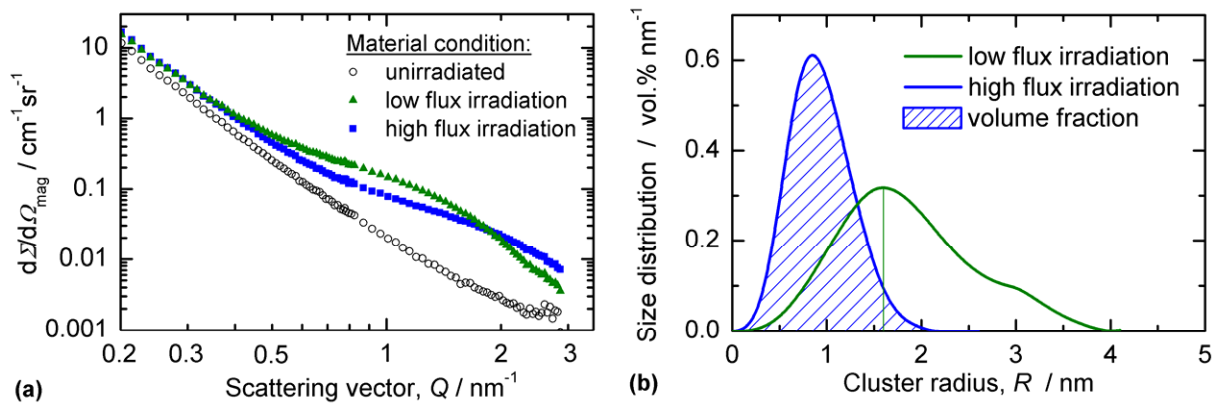 10
1
0.1
0.01
0.001
dΣ/dΩmag / cm-1sr-1
Material condition:
unirradiated
low flux irradiation
high flux irradiation
0.2
0.3
0.5
1
2
3
Scattering vector, Q / nm-1
(a)
0.6
0.4
0.2
0.0
Size distribution / vol.% nm-1
low flux irradiation
high flux irradiation
volume fraction
0
1
2
3
4
5
Cluster radius, R / nm
(b)